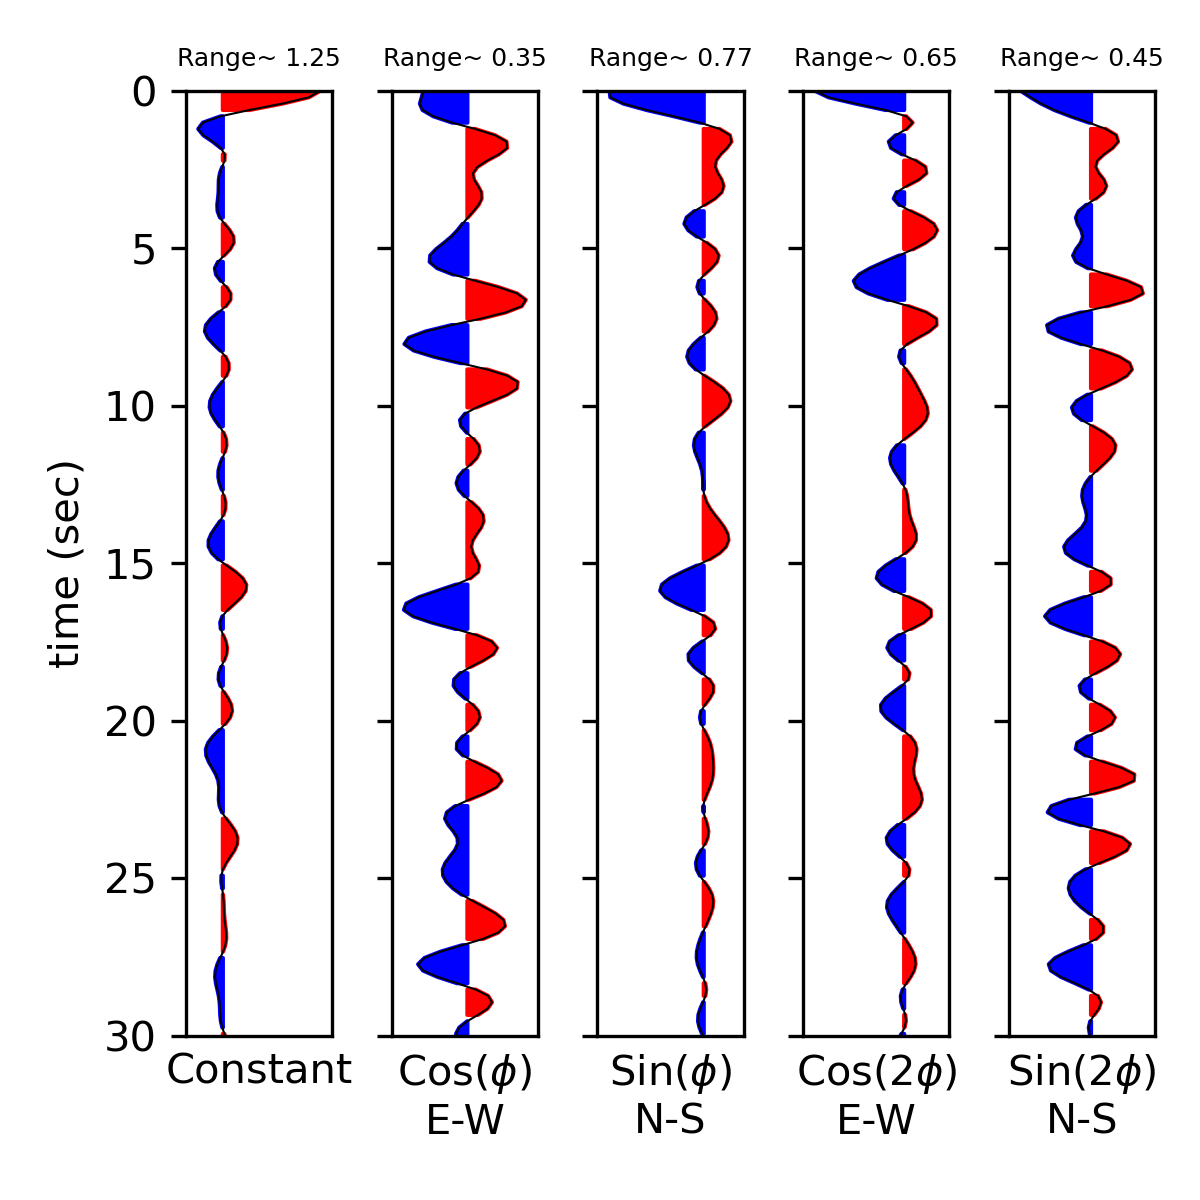 Range~ 1.25 Range~ 0.35 Range~ 0.77 Range~ 0.65 Range~ 0.45
0
5
10
15
20
25
30
time (sec)
Constant Cos(ϕ) Sin(ϕ) Cos(2ϕ) Sin(2ϕ)
E-W N-S E-W N-S